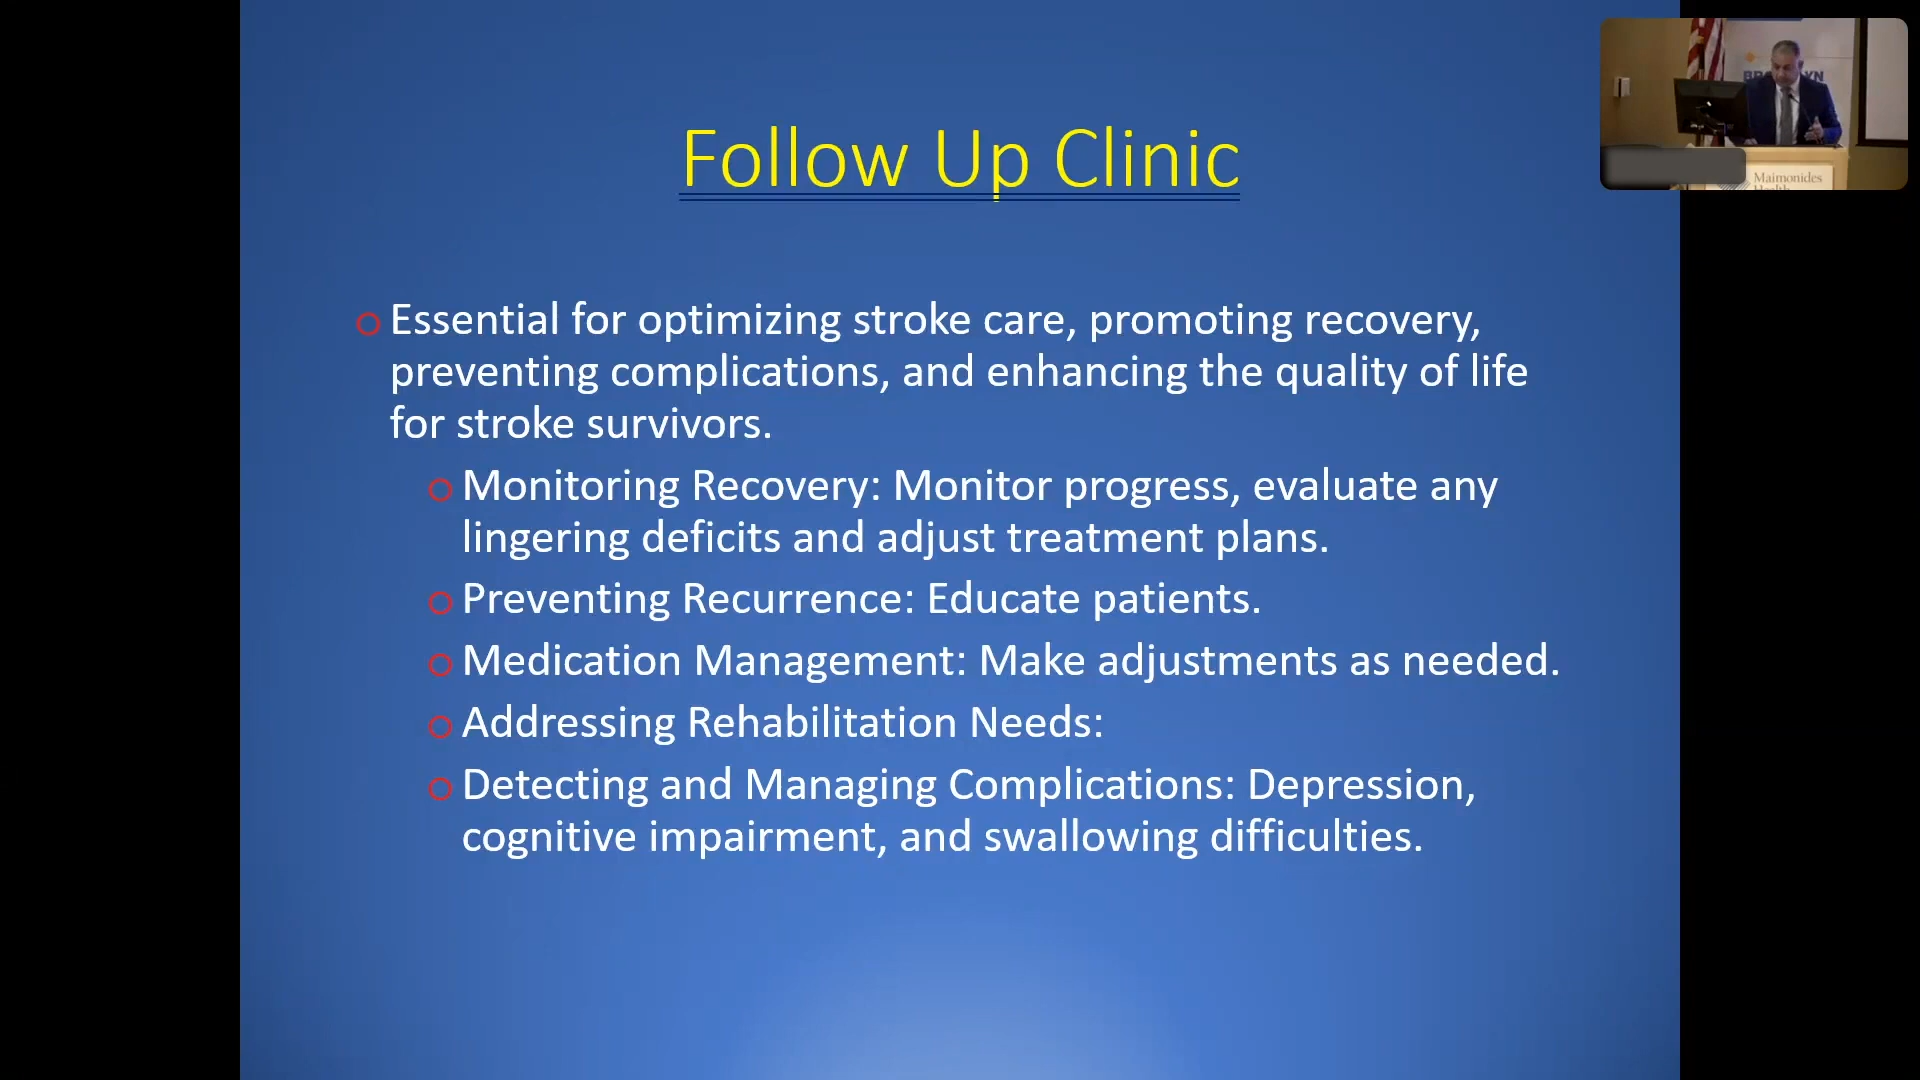 Follow Up Clinic
Essential for optimizing stroke care, promoting recovery,
preventing complications, and enhancing the quality of life
for stroke survivors.
Monitoring Recovery: Monitor progress, evaluate any
lingering deficits and adjust treatment plans.
Preventing Recurrence: Educate patients.
Medication Management: Make adjustments as needed.
Addressing Rehabilitation Needs:
Detecting and Managing Complications: Depression,
cognitive impairment, and swallowing difficulties.
Maimonides
Health